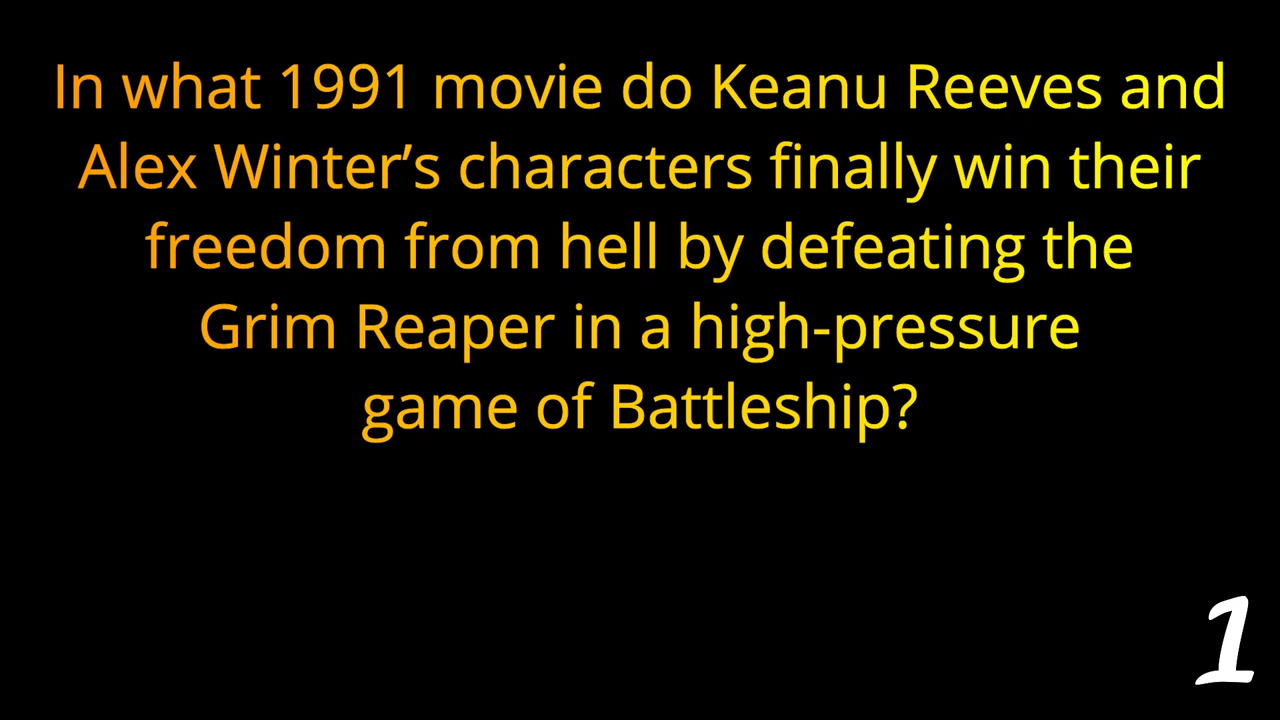 In what 1991 movie do Keanu Reeves and
Alex Winter’s characters finally win their
freedom from hell by defeating the
Grim Reaper in a high-pressure
game of Battleship?
1